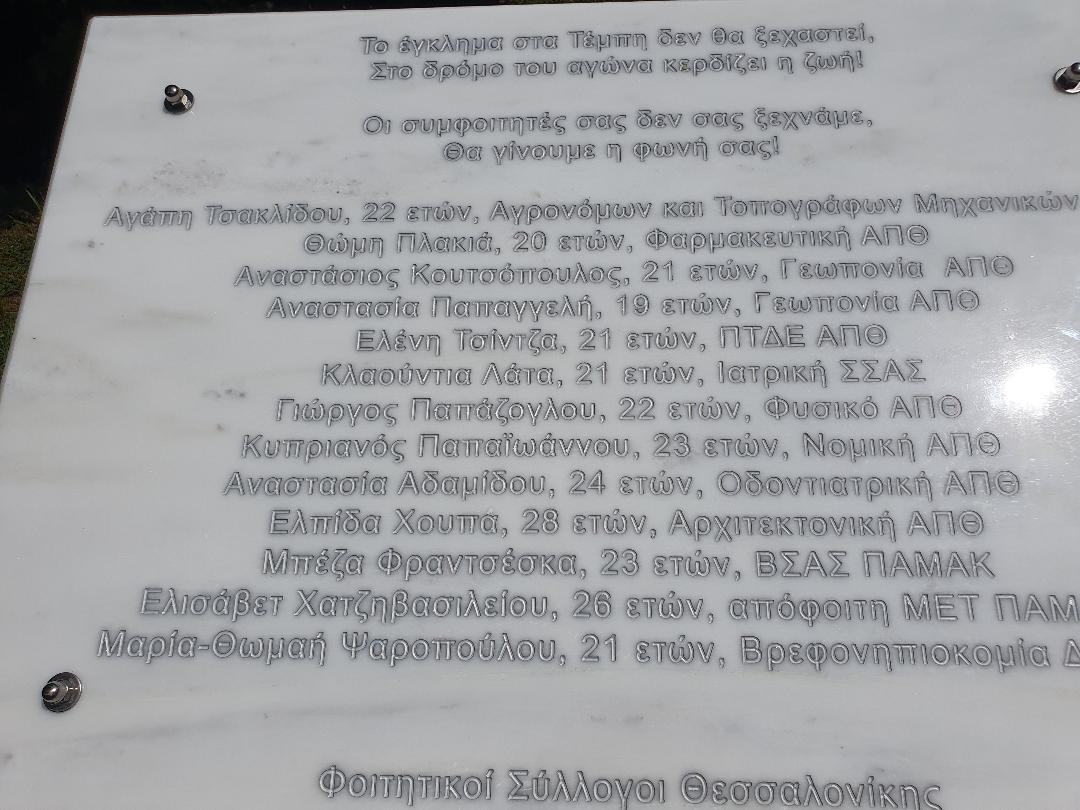 Το έγκλημα στα Τέμπη δεν θα ξεχαστεί,
Στο δρόμο του αγώνα κερδίζει η ζωή!
Οι συμφοιτητές σας δεν σας ξεχνάμε,
Θα γίνουμε η φωνή σας!
Αγάπη Τσακλίδου, 22 ετών, Αγρονόμων και Τοπογράφων Μηχανικών
Θώμη Πλακιά, 20 ετών, Φαρμακευτική ΑΠΘ
Αναστάσιος Κουτσόπουλος, 21 ετών, Γεωπονία ΑΠΘ
Αναστασία Παπαγγελή, 19 ετών, Γεωπονία ΑΠΘ
Ελένη Τσίντζα, 21 ετών, ΠΤΔΕ ΑΠΘ
Κλαούντια Λάτα, 21 ετών, Ιατρική ΣΣΑΣ
Γιώργος Παπάζογλου, 22 ετών, Φυσικό ΑΠΘ
Κυπριανός Παπαϊωάννου, 23 ετών, Νομική ΑΠΘ
Αναστασία Αδαμίδου, 24 ετών, Οδοντιατρική ΑΠΘ
Ελπίδα Χουπά, 28 ετών, Αρχιτεκτονική ΑΠΘ
Μπέζα Φραντσέσκα, 23 ετών, ΒΣΑΣ ΠΑΜΑΚ
Ελισάβετ Χατζηβασιλείου, 26 ετών, απόφοιτη ΜΕΤ ΠΑΜ
Μαρία-Θωμαή Ψαροπούλου, 21 ετών, Βρεφονηπιοκομία Δ
Φοιτητικοί Σύλλογοι Θεσσαλονίκης